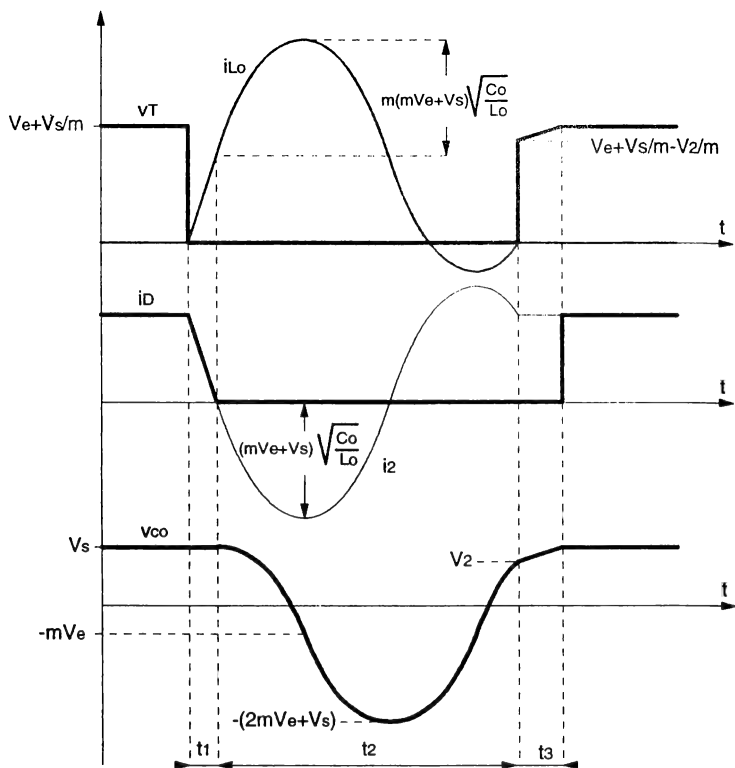 iLo
m(mVe+Vs)√Co/Lo
Ve+Vs/m
vT
Ve+Vs/m-V2/m
t
iD
t
(mVe+Vs)√Co/Lo
i2
Vs
vco
V2
t
-mVe
-(2mVe+Vs)
t1
t2
t3